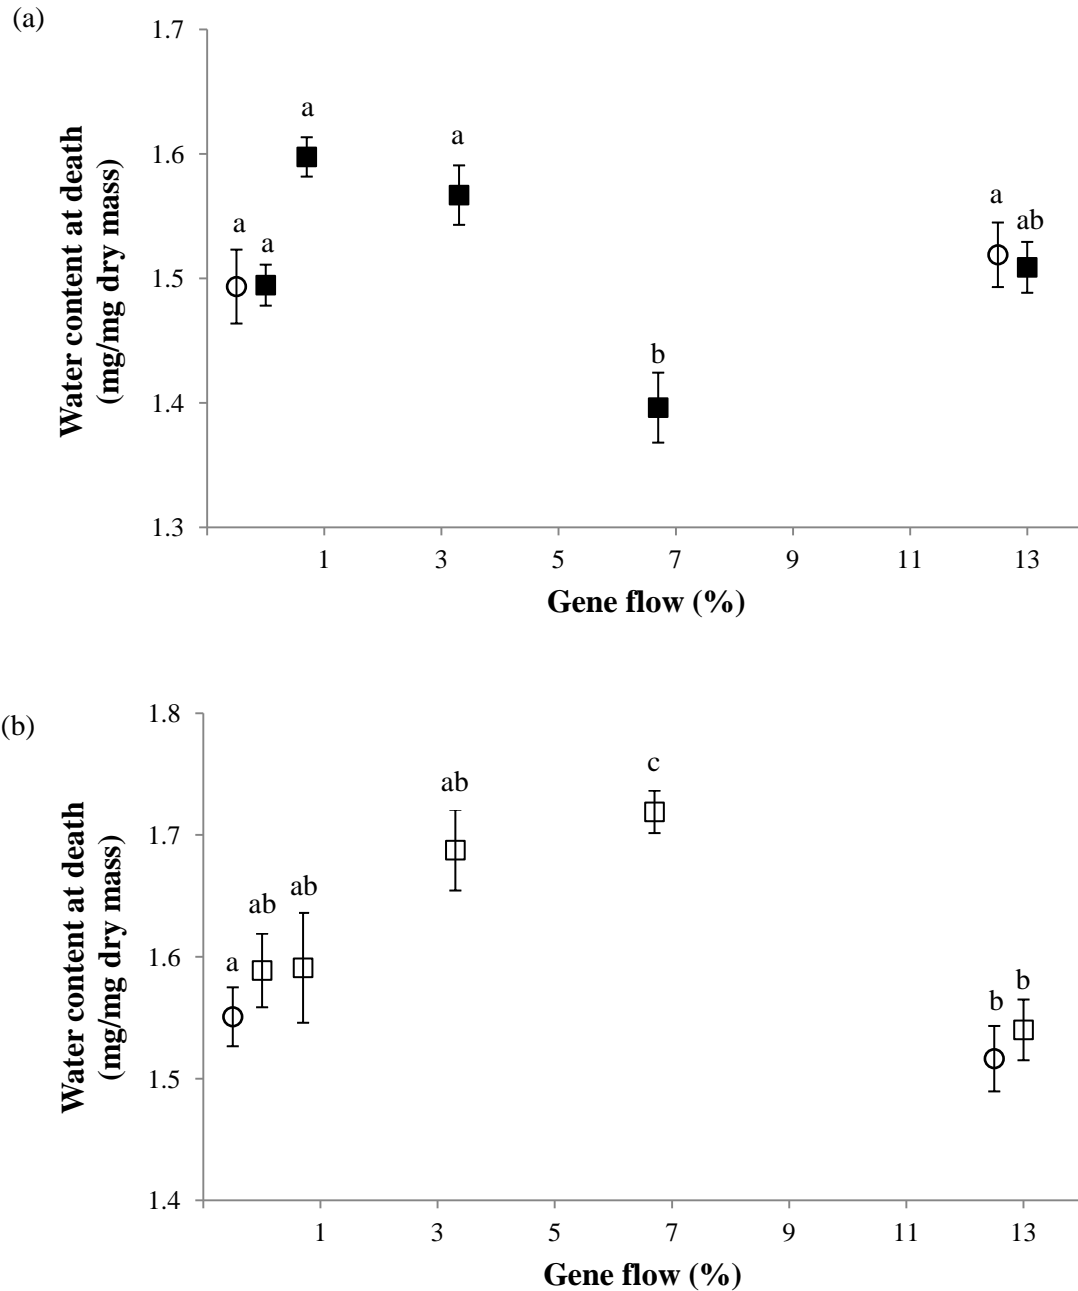 (a)
1.7
1.6
1.5
1.4
1.3
Water content at death
(mg/mg dry mass)
a
a
a
a
b
a
ab
1 3 5 7 9 11 13
Gene flow (%)
(b)
1.8
1.7
1.6
1.5
1.4
Water content at death
(mg/mg dry mass)
a
ab
ab
ab
c
b
b
1 3 5 7 9 11 13
Gene flow (%)